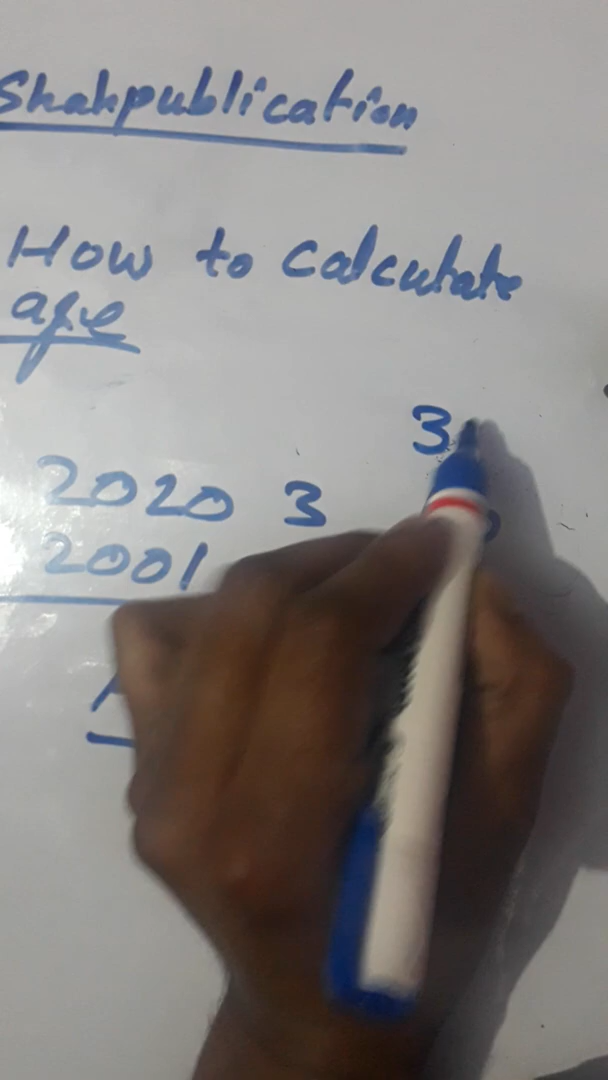 Shahpublication
How to calculate
age
3
2020 3
2001